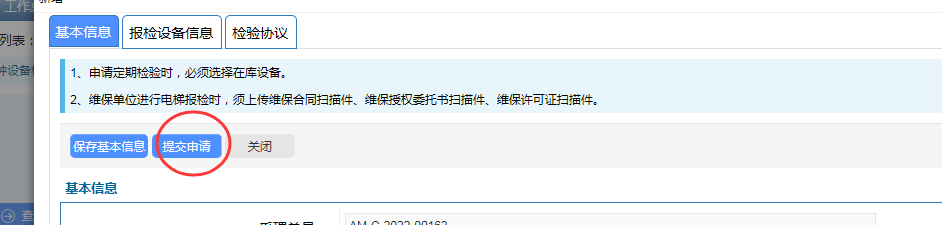 新增
工作
列表：
种设备
查
基本信息 报检设备信息 检验协议
1、申请定期检验时，必须选择在库设备。
2、维保单位进行电梯报检时，须上传维保合同扫描件、维保授权委托书扫描件、维保许可证扫描件。
保存基本信息 提交申请 关闭
基本信息